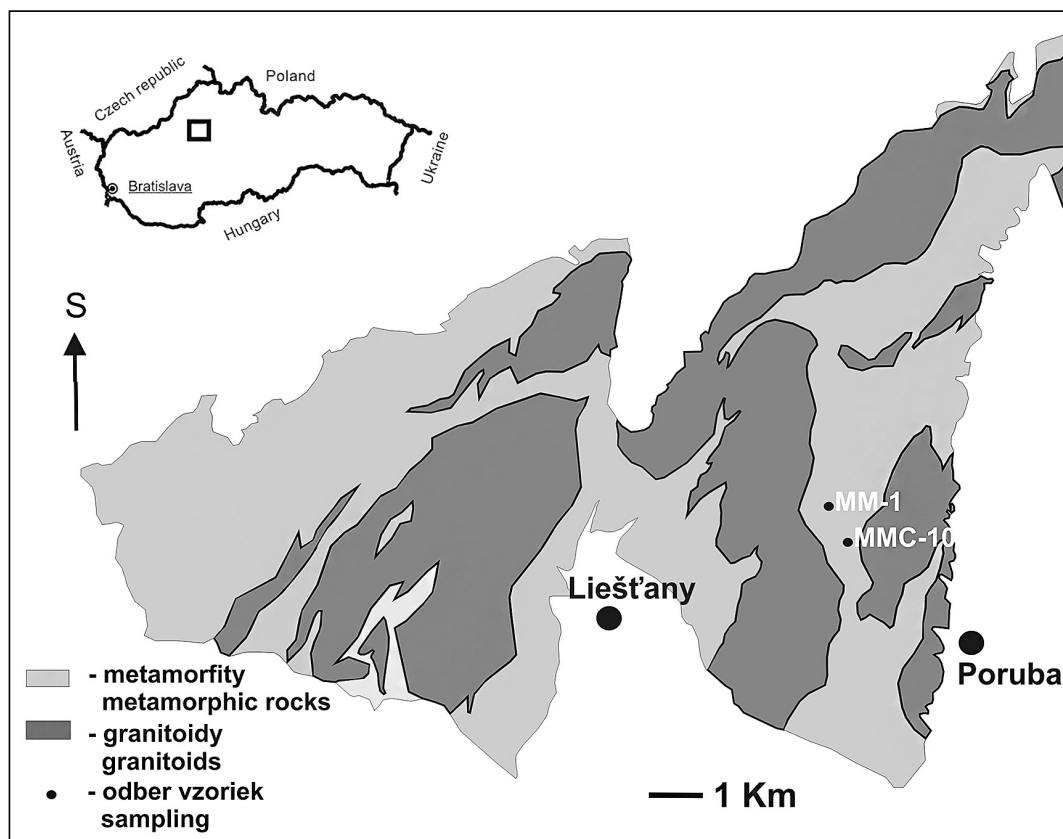 Czech republic
Poland
Austria
Ukraine
Bratislava
Hungary
S
MM-1
MMC-10
Liešťany
Poruba
- metamorfity
metamorphic rocks
- granitoidy
granitoids
- odber vzoriek
sampling
1 Km